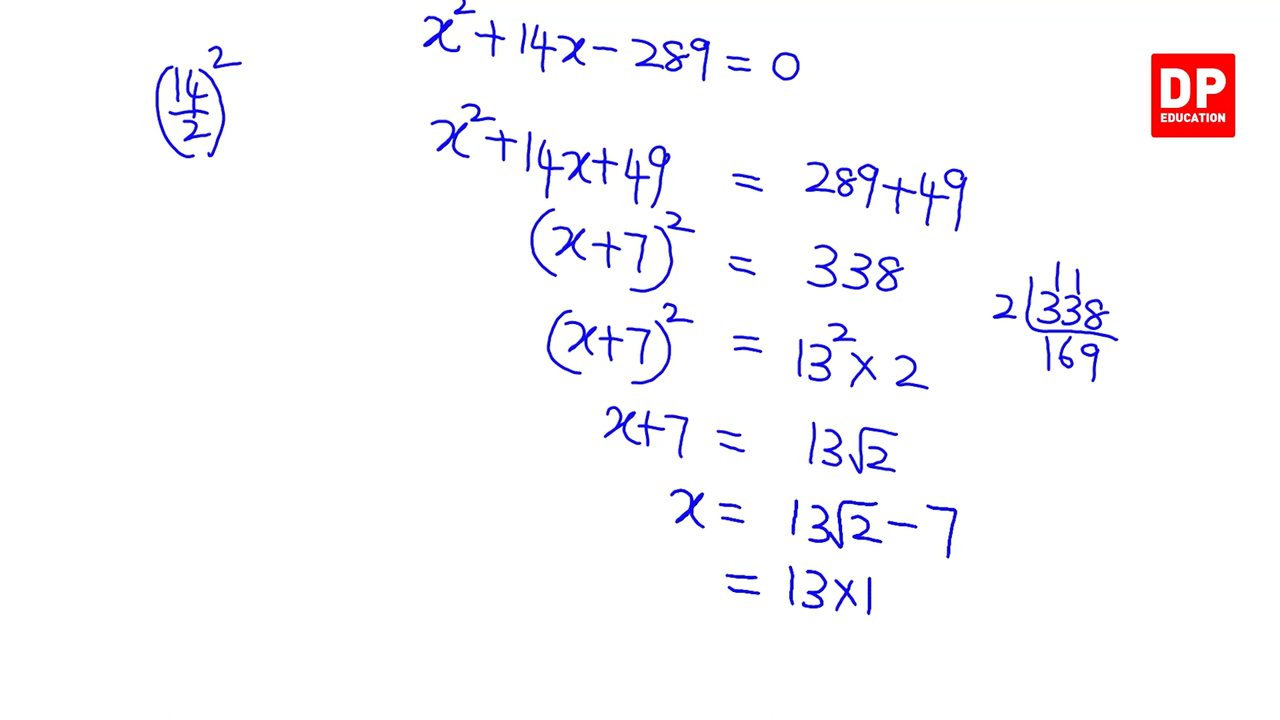 x² + 14x − 289 = 0
(14/2)²
x² + 14x + 49 = 289 + 49
(x + 7)² = 338
(x + 7)² = 13² × 2
x + 7 = 13√2
x = 13√2 − 7
= 13 × 1
11
2 338
169
DP
EDUCATION